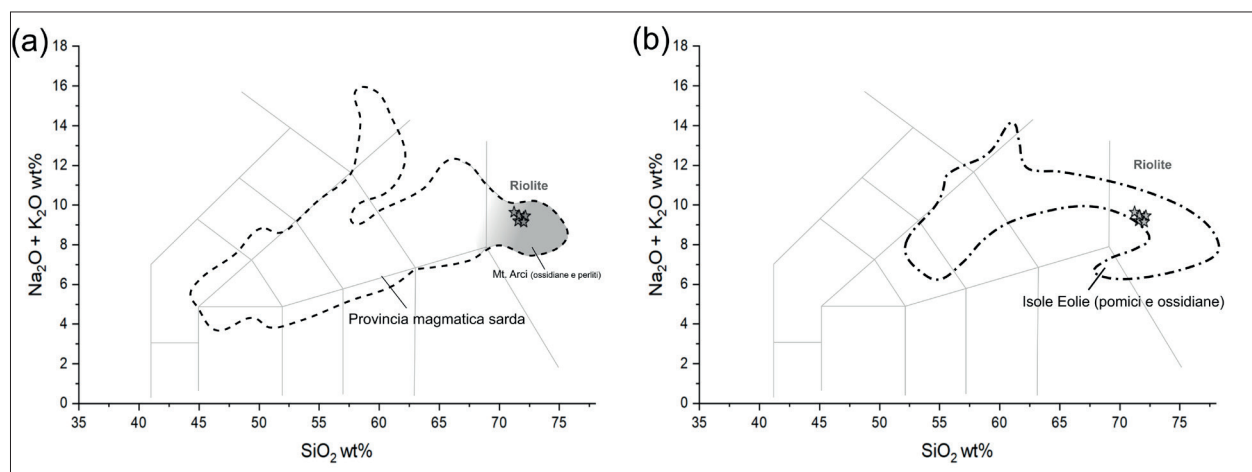 (a)
18
16
14
12
10
8
6
4
2
0
Na₂O + K₂O wt%
Riolite
Mt. Arci (ossidiane e perliti)
Provincia magmatica sarda
35 40 45 50 55 60 65 70 75
SiO₂ wt%
(b)
18
16
14
12
10
8
6
4
2
0
Na₂O + K₂O wt%
Riolite
Isole Eolie (pomici e ossidiane)
35 40 45 50 55 60 65 70 75
SiO₂ wt%